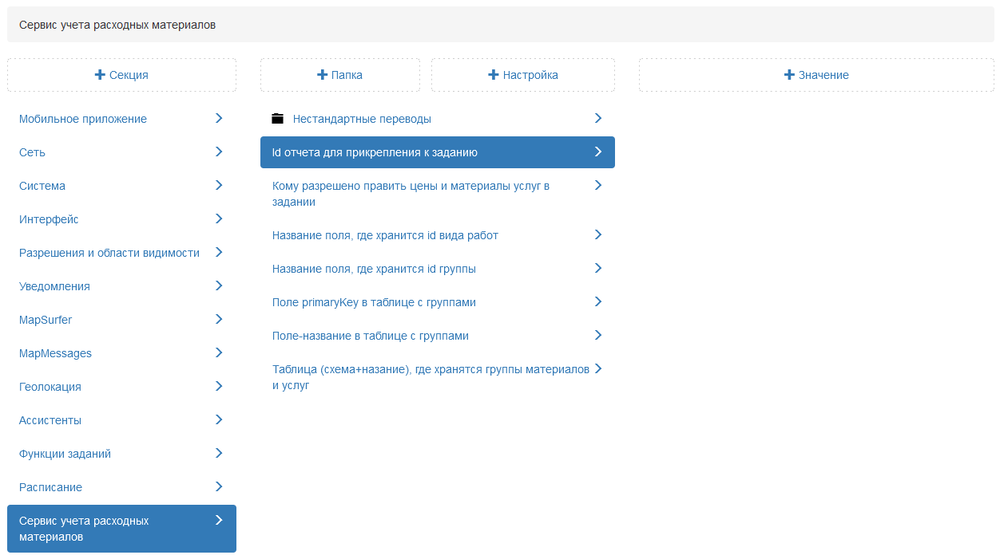 Сервис учета расходных материалов
Секция
Папка
Настройка
Значение
Мобильное приложение
Сеть
Система
Интерфейс
Разрешения и области видимости
Уведомления
MapSurfer
MapMessages
Геолокация
Ассистенты
Функции заданий
Расписание
Сервис учета расходных
материалов
Нестандартные переводы
Id отчета для прикрепления к заданию
Кому разрешено править цены и материалы услуг в
задании
Название поля, где хранится id вида работ
Название поля, где хранится id группы
Поле primaryKey в таблице с группами
Поле-название в таблице с группами
Таблица (схема+назание), где хранятся группы материалов
и услуг